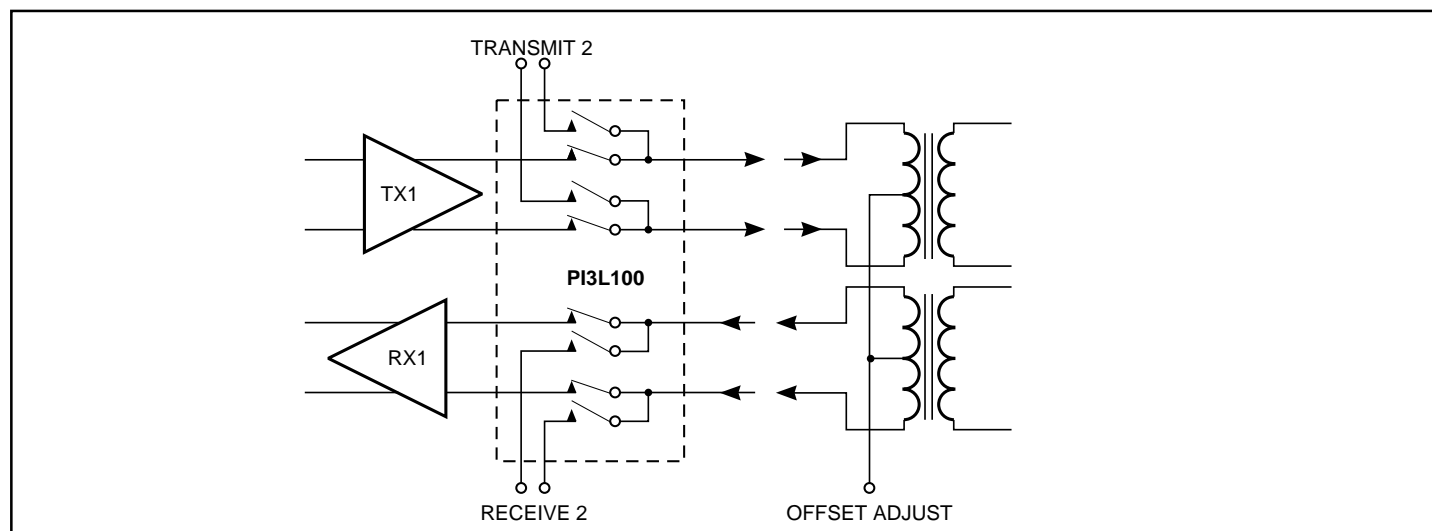 TRANSMIT 2
TX1
PI3L100
RX1
RECEIVE 2
OFFSET ADJUST